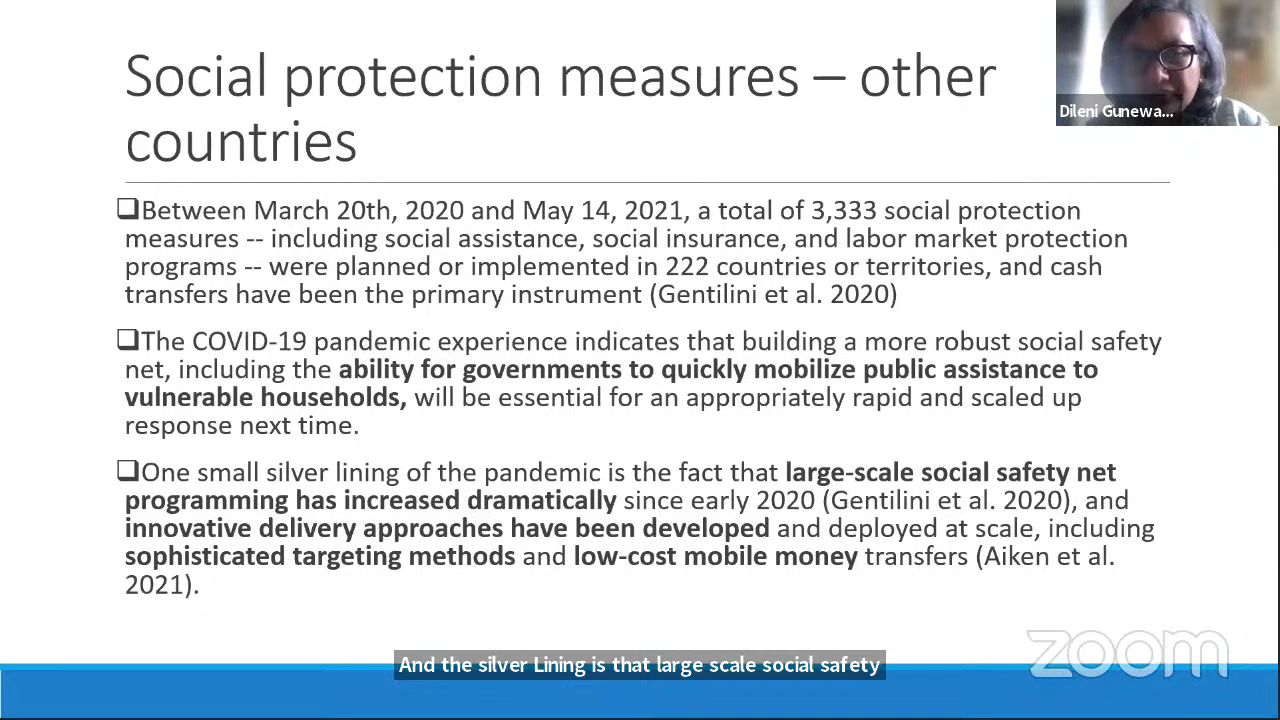 Social protection measures – other
countries
Dileni Gunewa...
Between March 20th, 2020 and May 14, 2021, a total of 3,333 social protection
measures -- including social assistance, social insurance, and labor market protection
programs -- were planned or implemented in 222 countries or territories, and cash
transfers have been the primary instrument (Gentilini et al. 2020)
The COVID-19 pandemic experience indicates that building a more robust social safety
net, including the ability for governments to quickly mobilize public assistance to
vulnerable households, will be essential for an appropriately rapid and scaled up
response next time.
One small silver lining of the pandemic is the fact that large-scale social safety net
programming has increased dramatically since early 2020 (Gentilini et al. 2020), and
innovative delivery approaches have been developed and deployed at scale, including
sophisticated targeting methods and low-cost mobile money transfers (Aiken et al.
2021).
zoom
And the silver Lining is that large scale social safety